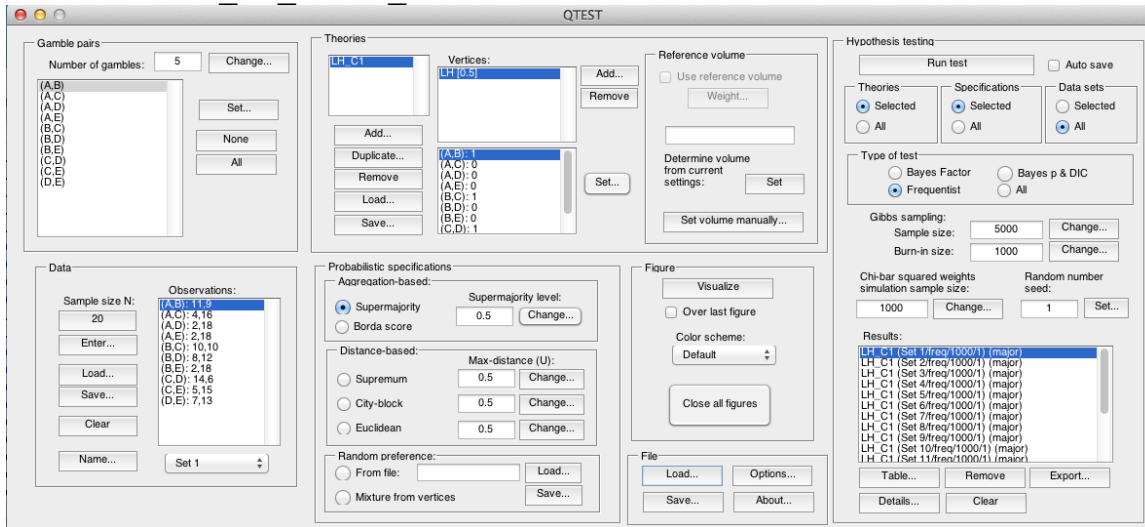 QTEST
Gamble pairs
Number of gambles: 5 Change...
(A,B)
(A,C)
(A,D)
(A,E)
(B,C)
(B,D)
(B,E)
(C,D)
(C,E)
(D,E)
Set...
None
All
Theories
LH_C1
Add...
Duplicate...
Remove
Load...
Save...
Vertices:
LH [0.5]
Add...
Remove
(A,B): 1
(A,C): 0
(A,D): 0
(A,E): 0
(B,C): 1
(B,D): 0
(B,E): 0
(C,D): 1
Set...
Reference volume
Use reference volume
Weight...
Determine volume
from current
settings: Set
Set volume manually...
Hypothesis testing
Run test Auto save
Theories
Selected
All
Specifications
Selected
All
Data sets
Selected
All
Type of test
Bayes Factor Bayes p & DIC
Frequentist All
Gibbs sampling:
Sample size: 5000 Change...
Burn-in size: 1000 Change...
Chi-bar squared weights
simulation sample size:
1000 Change...
Random number
seed:
1 Set...
Results:
LH_C1 (Set 1/freq/1000/1) (major)
LH_C1 (Set 2/freq/1000/1) (major)
LH_C1 (Set 3/freq/1000/1) (major)
LH_C1 (Set 4/freq/1000/1) (major)
LH_C1 (Set 5/freq/1000/1) (major)
LH_C1 (Set 6/freq/1000/1) (major)
LH_C1 (Set 7/freq/1000/1) (major)
LH_C1 (Set 8/freq/1000/1) (major)
LH_C1 (Set 9/freq/1000/1) (major)
LH_C1 (Set 10/freq/1000/1) (major)
LH_C1 (Set 11/freq/1000/1) (major)
Table... Remove Export...
Details... Clear
Data
Sample size N:
20
Enter...
Load...
Save...
Clear
Name...
Observations:
(A,B): 11,9
(A,C): 4,16
(A,D): 2,18
(A,E): 2,18
(B,C): 10,10
(B,D): 8,12
(B,E): 2,18
(C,D): 14,6
(C,E): 5,15
(D,E): 7,13
Set 1
Probabilistic specifications
Aggregation-based:
Supermajority
Borda score
Supermajority level:
0.5 Change...
Distance-based:
Max-distance (U):
Supremum 0.5 Change...
City-block 0.5 Change...
Euclidean 0.5 Change...
Random preference:
From file: Load...
Mixture from vertices Save...
Figure
Visualize
Over last figure
Color scheme:
Default
Close all figures
File
Load... Options...
Save... About...